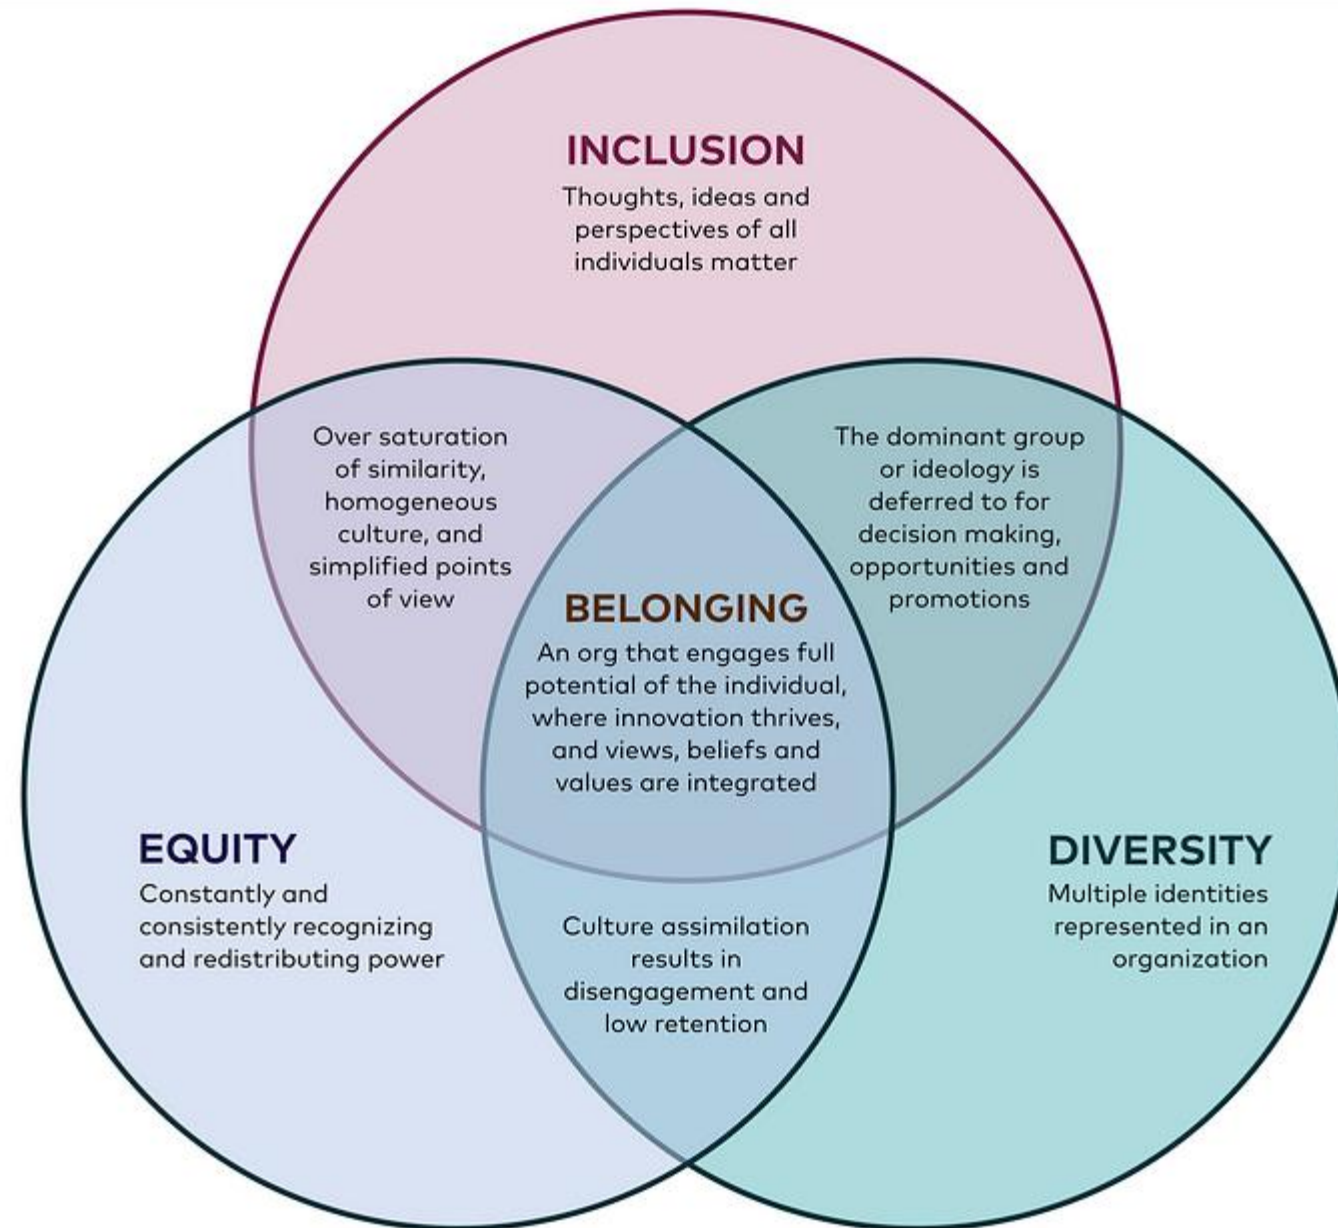 INCLUSION
Thoughts, ideas and
perspectives of all
individuals matter
Over saturation
of similarity,
homogeneous
culture, and
simplified points
of view
The dominant group
or ideology is
deferred to for
decision making,
opportunities and
promotions
BELONGING
An org that engages full
potential of the individual,
where innovation thrives,
and views, beliefs and
values are integrated
EQUITY
Constantly and
consistently recognizing
and redistributing power
DIVERSITY
Multiple identities
represented in an
organization
Culture assimilation
results in
disengagement and
low retention